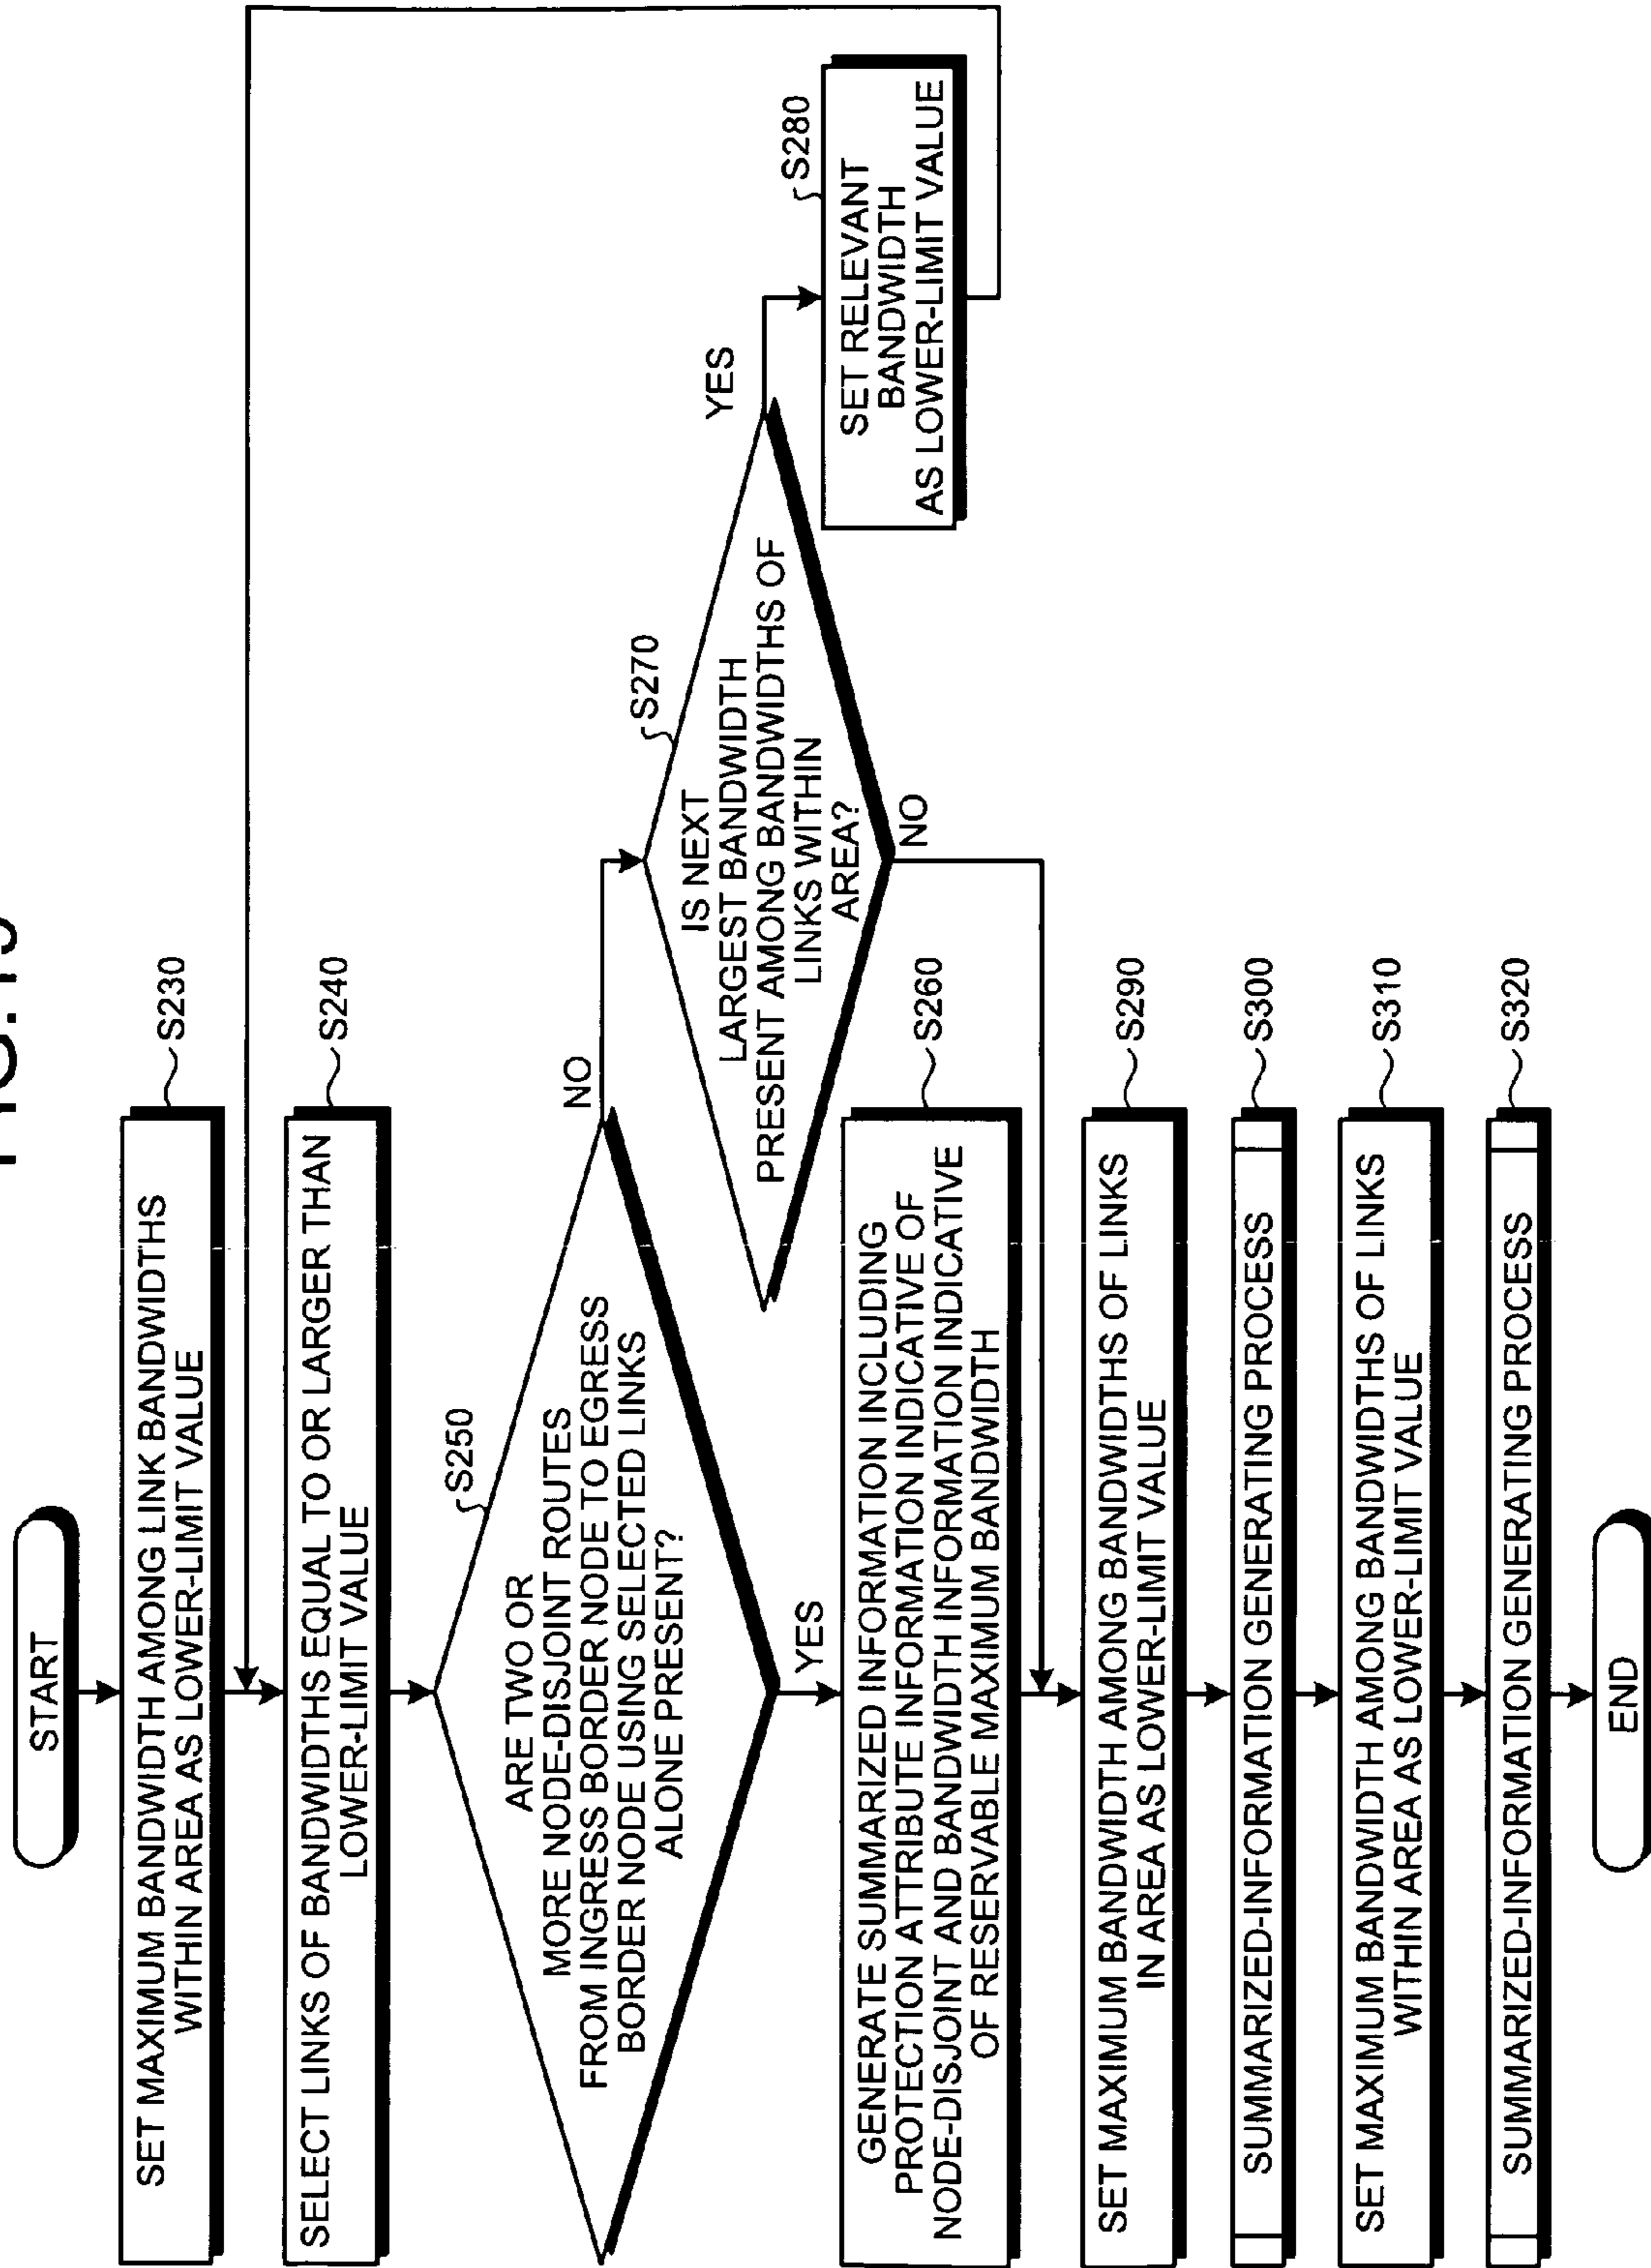 START
SET MAXIMUM BANDWIDTH AMONG LINK BANDWIDTHS
WITHIN AREA AS LOWER-LIMIT VALUE
S230
SELECT LINKS OF BANDWIDTHS EQUAL TO OR LARGER THAN
LOWER-LIMIT VALUE
S240
ARE TWO OR
MORE NODE-DISJOINT ROUTES
FROM INGRESS BORDER NODE TO EGRESS
BORDER NODE USING SELECTED LINKS
ALONE PRESENT?
S250
NO
YES
IS NEXT
LARGEST BANDWIDTH
PRESENT AMONG BANDWIDTHS OF
LINKS WITHIN
AREA?
S270
YES
NO
SET RELEVANT
BANDWIDTH
AS LOWER-LIMIT VALUE
S280
GENERATE SUMMARIZED INFORMATION INCLUDING
PROTECTION ATTRIBUTE INFORMATION INDICATIVE OF
NODE-DISJOINT AND BANDWIDTH INFORMATION INDICATIVE
OF RESERVABLE MAXIMUM BANDWIDTH
S260
SET MAXIMUM BANDWIDTH AMONG BANDWIDTHS OF LINKS
IN AREA AS LOWER-LIMIT VALUE
S290
SUMMARIZED-INFORMATION GENERATING PROCESS
S300
SET MAXIMUM BANDWIDTH AMONG BANDWIDTHS OF LINKS
WITHIN AREA AS LOWER-LIMIT VALUE
S310
SUMMARIZED-INFORMATION GENERATING PROCESS
S320
END